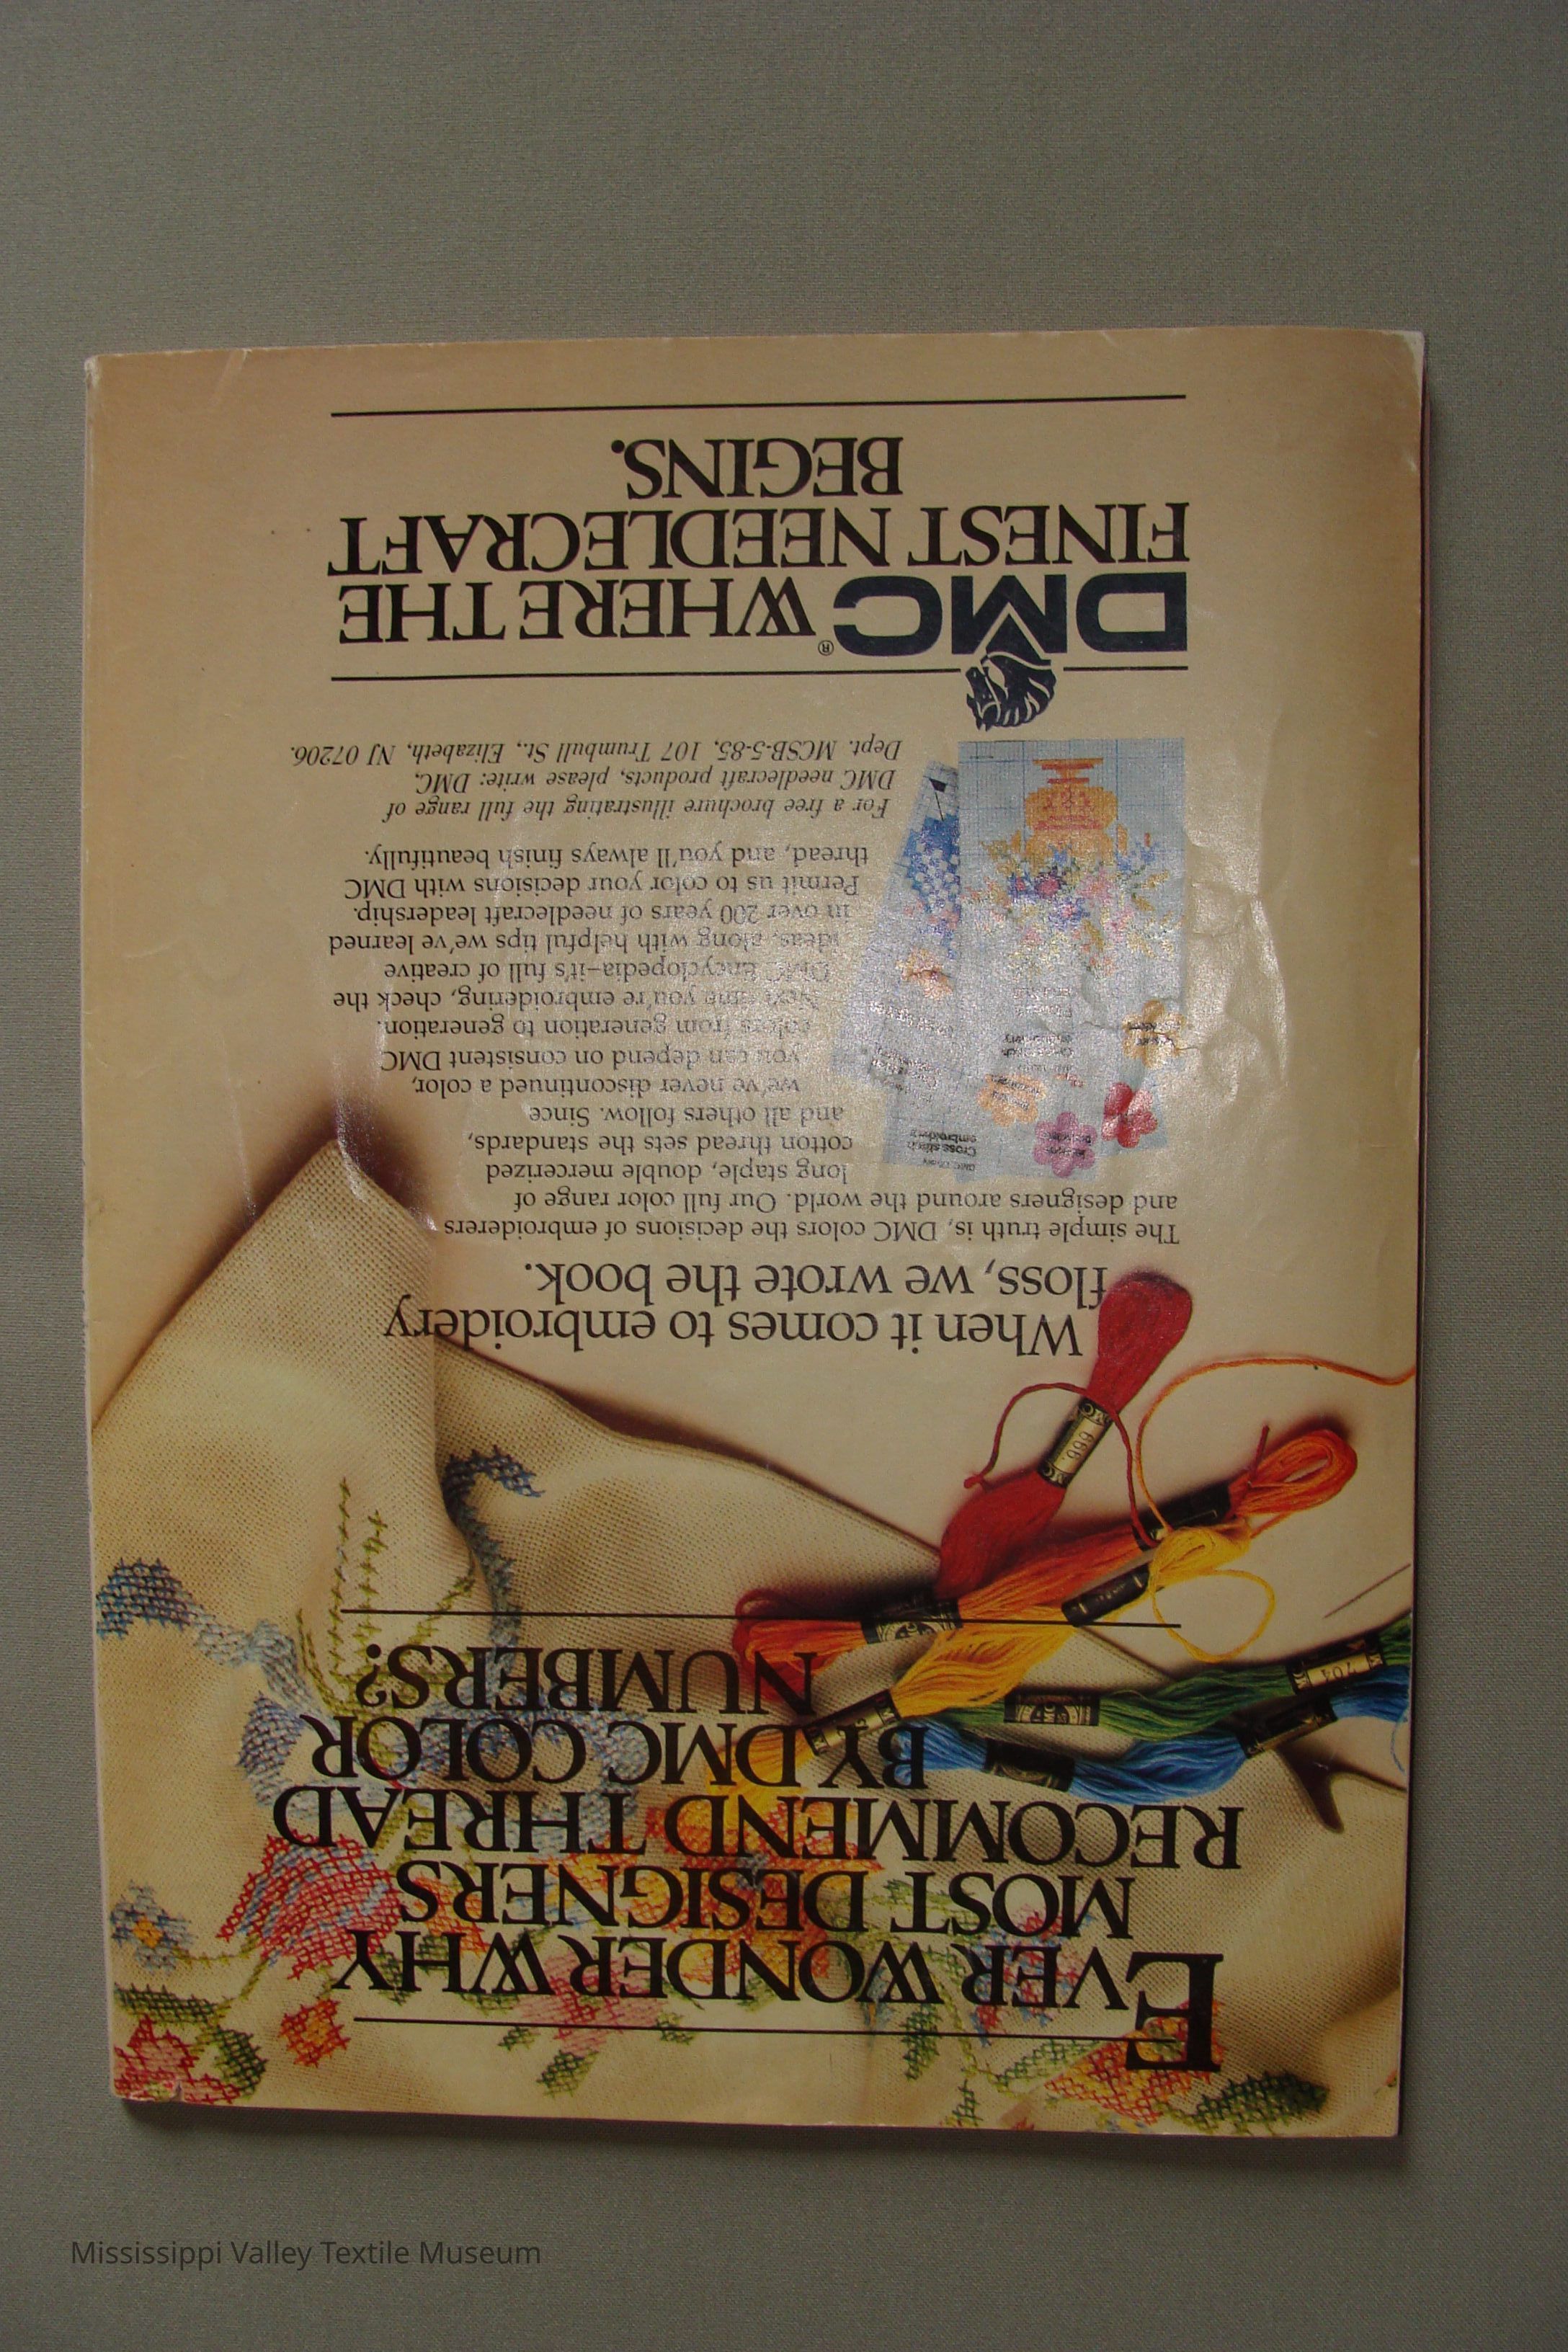 EVER WONDER WHY
MOST DESIGNERS
RECOMMEND THREAD
BY DMC COLOR
NUMBERS?
When it comes to embroidery
floss, we wrote the book.
The simple truth is, DMC colors the decisions of embroiderers
and designers around the world. Our full color range of
long staple, double mercerized
cotton thread sets the standards,
and all others follow. Since
we've never discontinued a color,
you can depend on consistent DMC
colors from generation to generation.
Next time you're embroidering, check the
DMC Encyclopedia–it's full of creative
ideas, along with helpful tips we've learned
in over 200 years of needlecraft leadership.
Permit us to color your decisions with DMC
thread, and you'll always finish beautifully.
For a free brochure illustrating the full range of
DMC needlecraft products, please write: DMC,
Dept. MCSB-5-85, 107 Trumbull St., Elizabeth, NJ 07206.
DMC® WHERE THE
FINEST NEEDLECRAFT
BEGINS.
666
704
Cross stitch
embroidery
Mississippi Valley Textile Museum